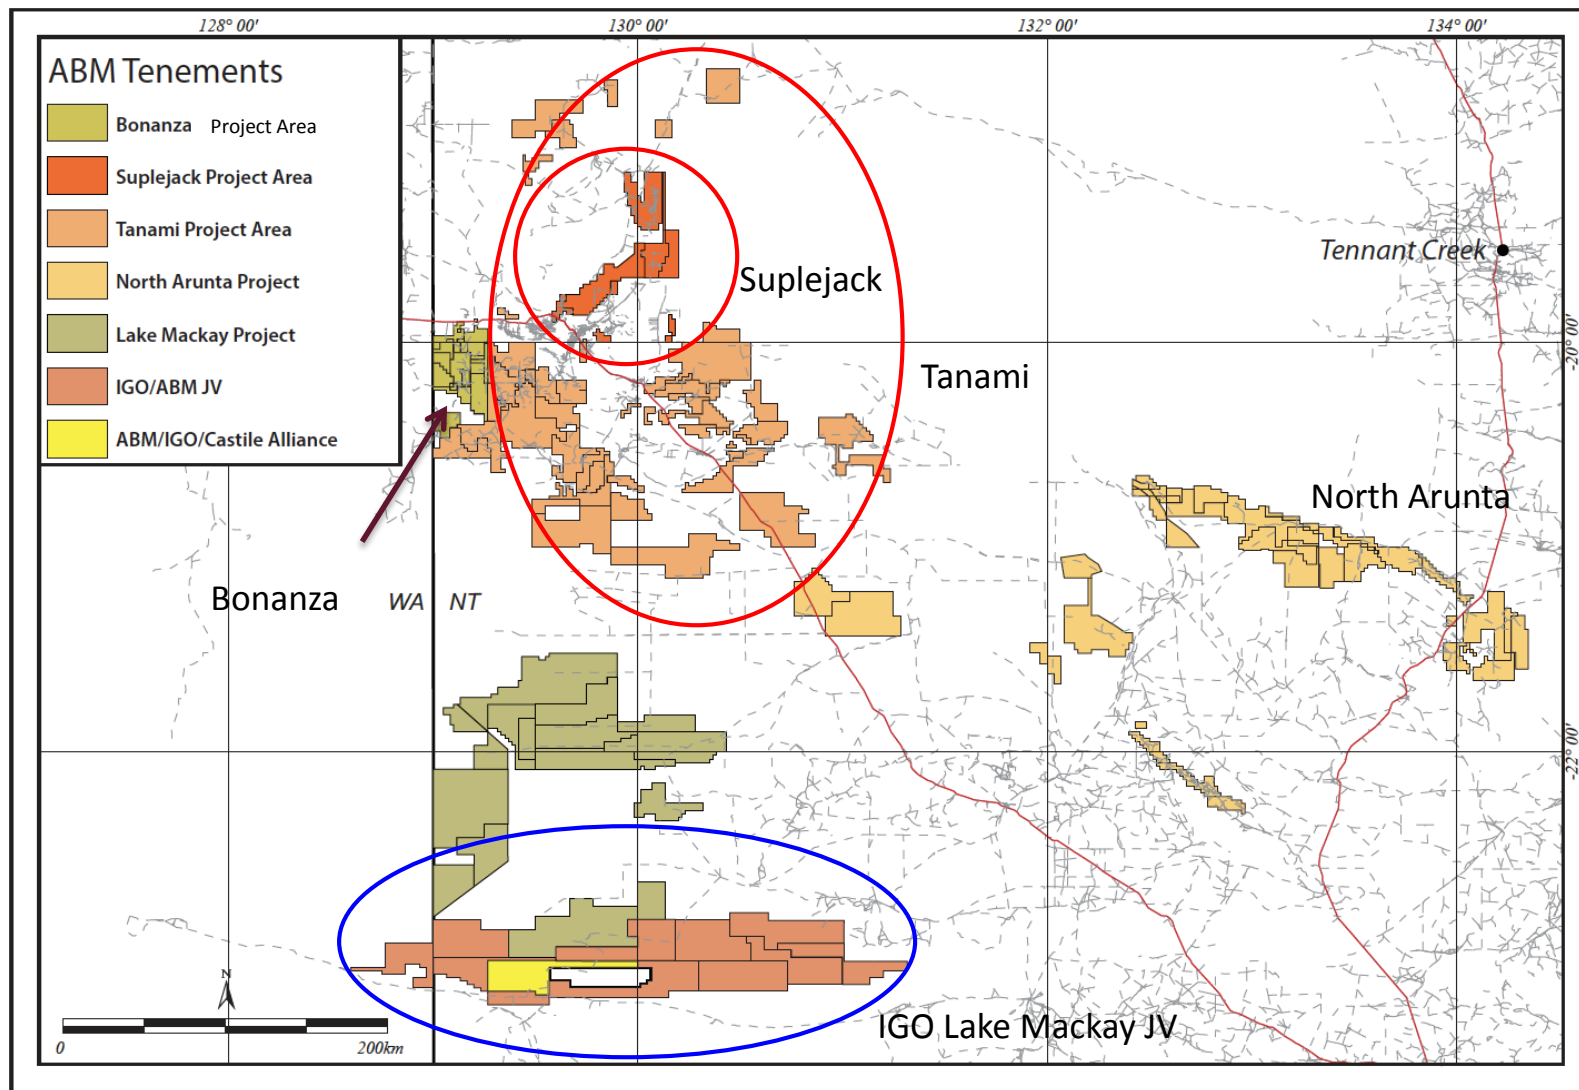 128° 00'
130° 00'
132° 00'
134° 00'
ABM Tenements
Bonanza Project Area
Suplejack Project Area
Tanami Project Area
North Arunta Project
Lake Mackay Project
IGO/ABM JV
ABM/IGO/Castile Alliance
Tennant Creek
Suplejack
-20° 00'
Tanami
North Arunta
Bonanza
WA
NT
-22° 00'
N
IGO Lake Mackay JV
0
200km